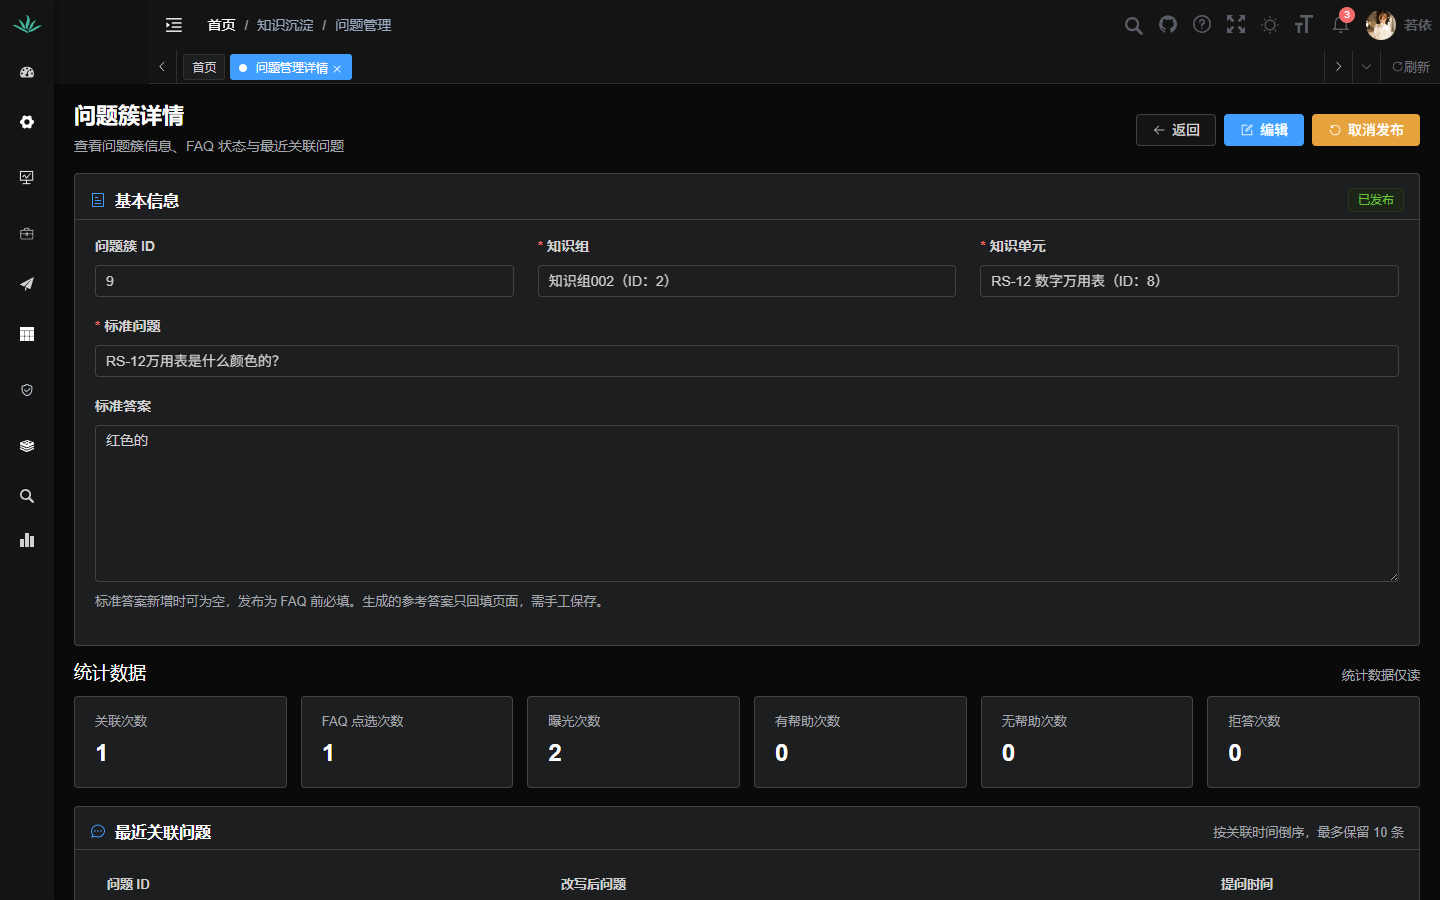 首页 / 知识沉淀 / 问题管理
3
若依
首页
问题管理详情
刷新
问题簇详情
查看问题簇信息、FAQ 状态与最近关联问题
返回
编辑
取消发布
基本信息
已发布
问题簇 ID
* 知识组
* 知识单元
9
知识组002（ID：2）
RS-12 数字万用表（ID：8）
* 标准问题
RS-12万用表是什么颜色的？
标准答案
红色的
标准答案新增时可为空，发布为 FAQ 前必填。生成的参考答案只回填页面，需手工保存。
统计数据
统计数据仅读
关联次数
FAQ 点选次数
曝光次数
有帮助次数
无帮助次数
拒答次数
1
1
2
0
0
0
最近关联问题
按关联时间倒序，最多保留 10 条
问题 ID
改写后问题
提问时间